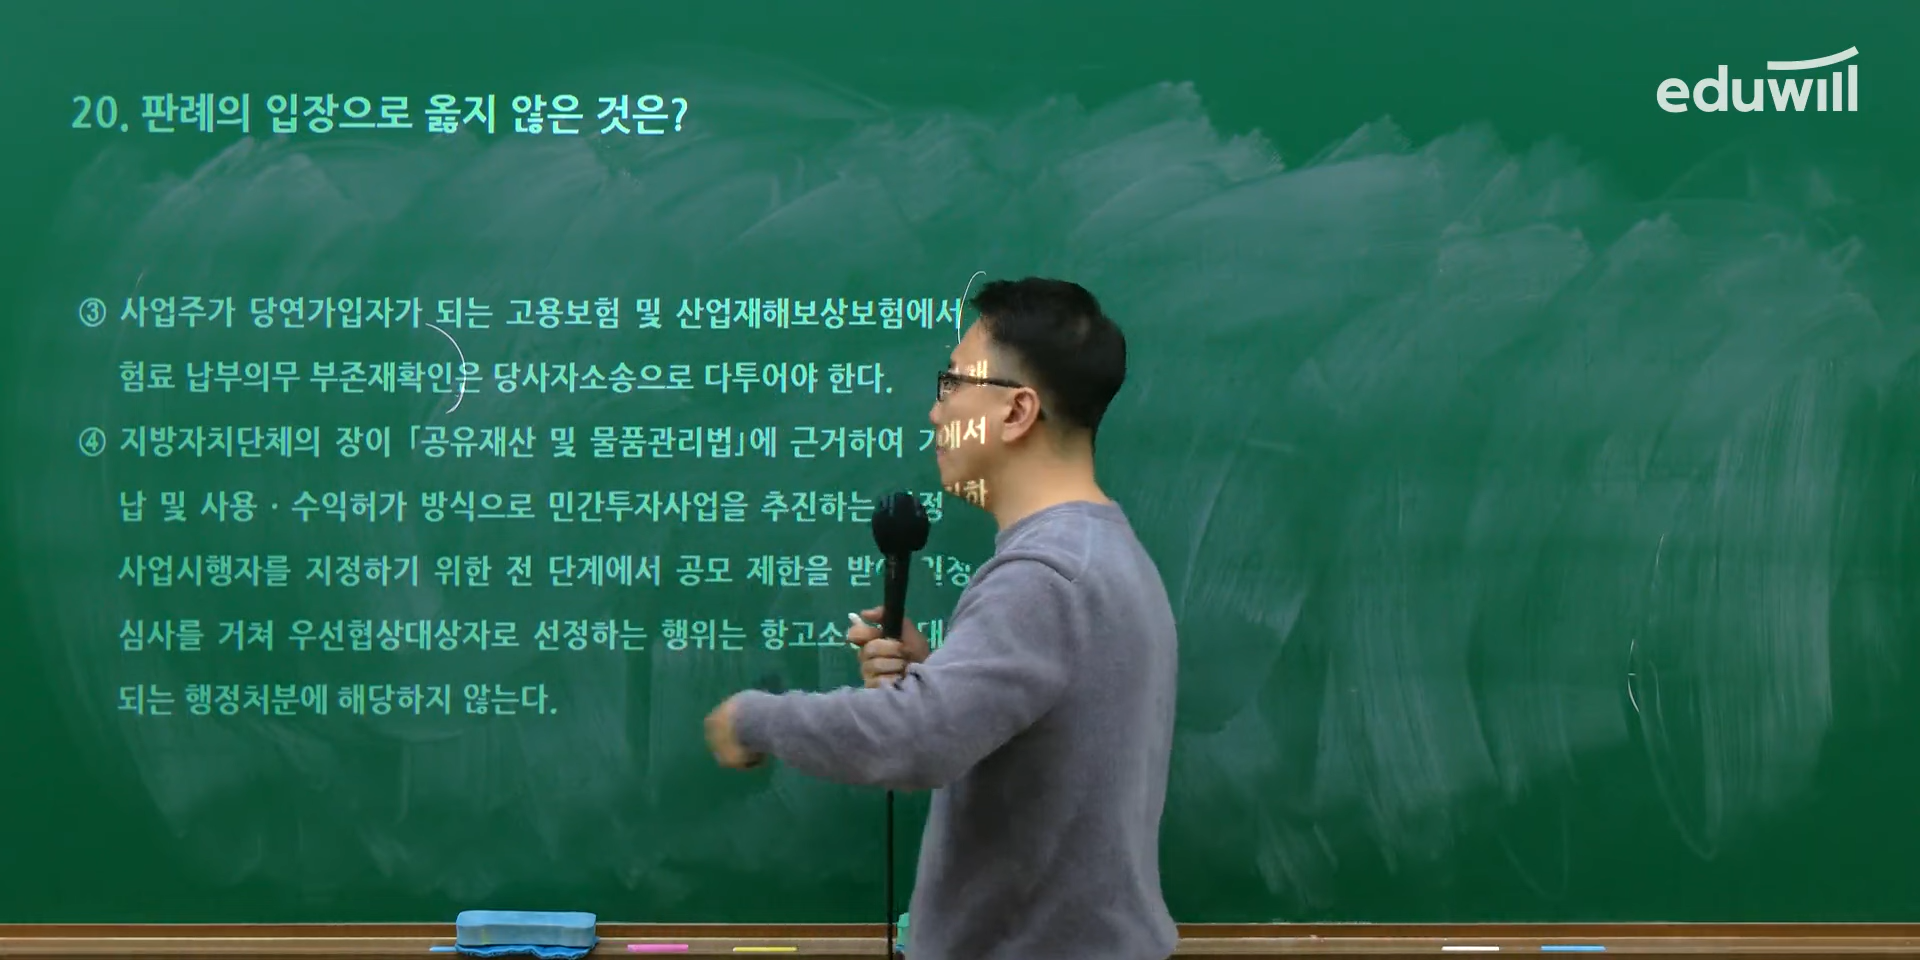 eduwill
20. 판례의 입장으로 옳지 않은 것은?
③ 사업주가 당연가입자가 되는 고용보험 및 산업재해보상보험에서
험료 납부의무 부존재확인은 당사자소송으로 다투어야 한다.
④ 지방자치단체의 장이 「공유재산 및 물품관리법」에 근거하여
납 및 사용·수익허가 방식으로 민간투자사업을 추진하는
사업시행자를 지정하기 위한 전 단계에서 공모 제한을
심사를 거쳐 우선협상대상자로 선정하는 행위는
되는 행정처분에 해당하지 않는다.